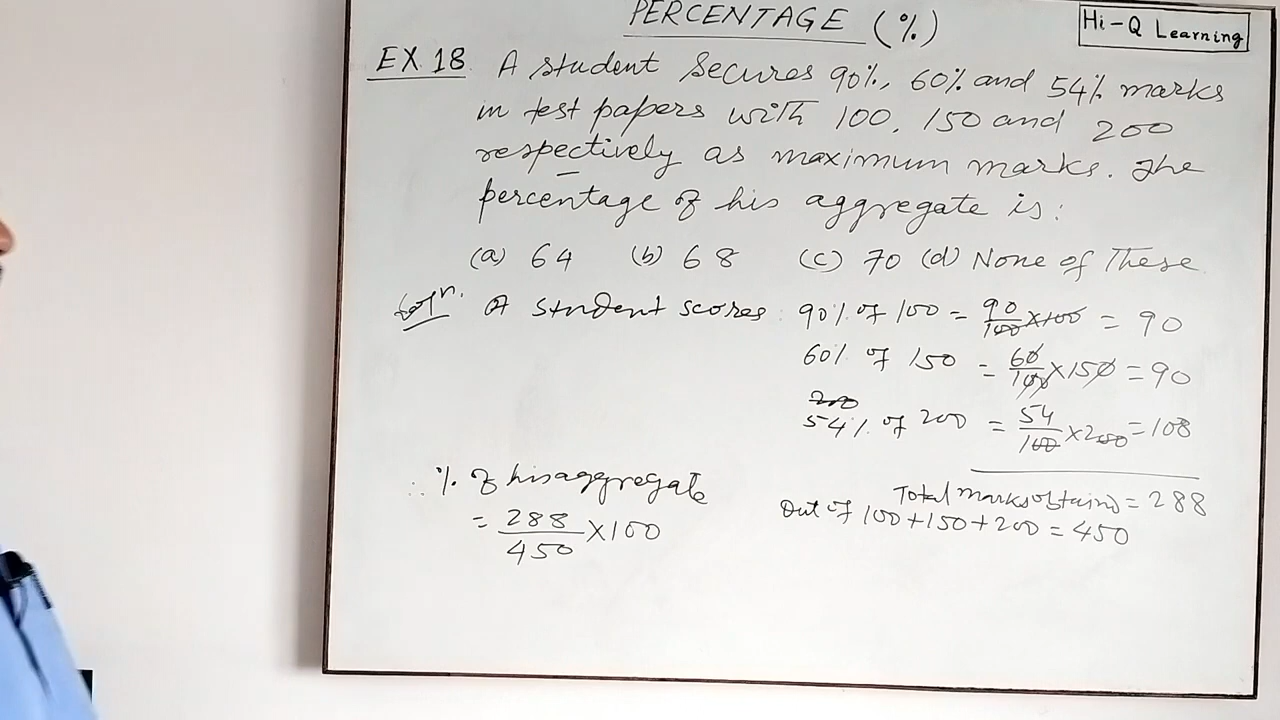 PERCENTAGE (%)
Hi-Q Learning
EX. 18 A student secures 90%, 60% and 54% marks
in test papers with 100, 150 and 200
respectively as maximum marks. The
percentage of his aggregate is :
(a) 64 (b) 68 (c) 70 (d) None of These
Solⁿ. A student scores : 90% of 100 = 90/100 × 100 = 90
60% of 150 = 60/100 × 150 = 90
54% of 200 = 54/100 × 200 = 108
Total marks obtained = 288
Out of 100 + 150 + 200 = 450
∴ % of his aggregate
= 288/450 × 100